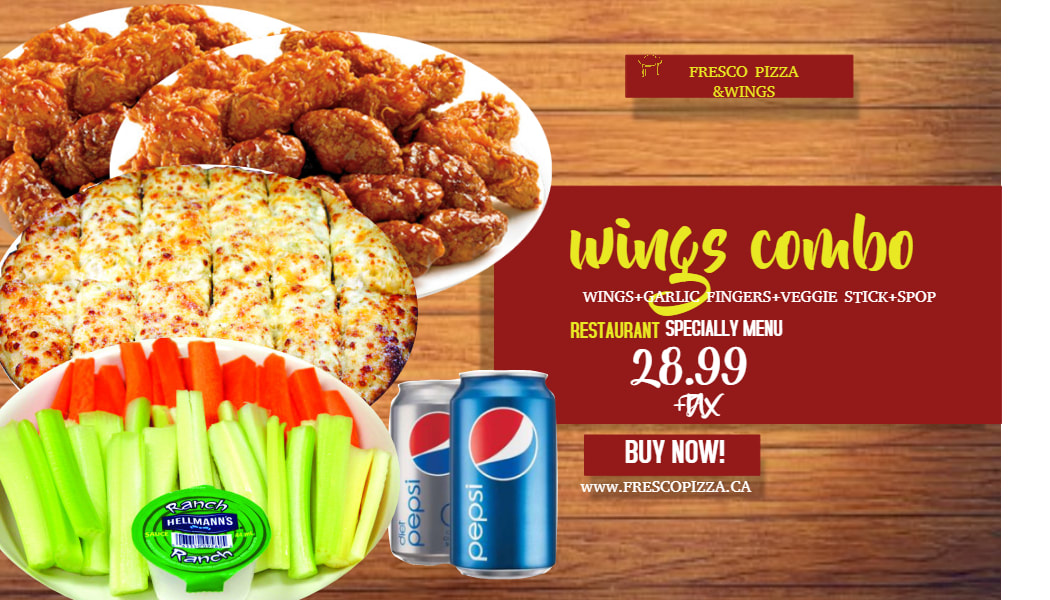 FRESCO PIZZA
&WINGS
wings combo
WINGS+GARLIC FINGERS+VEGGIE STICK+SPOP
RESTAURANT SPECIALLY MENU
28.99
+TAX
BUY NOW!
WWW.FRESCOPIZZA.CA
diet pepsi
pepsi
Ranch
HELLMANN'S
SAUCE
Ranch